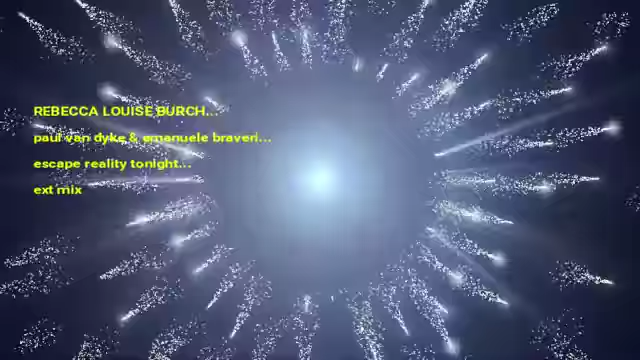 REBECCA LOUISE BURCH...
paul van dyke & emanuele braveri...
escape reality tonight...
ext mix